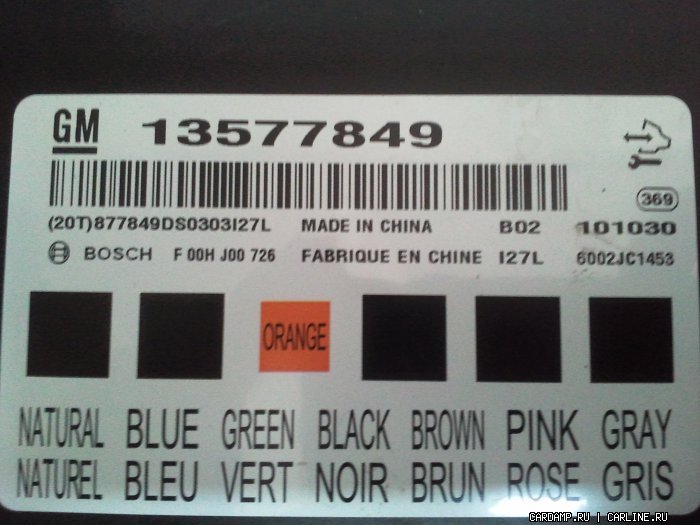 GM 13577849
369
(20T)877849DS0303I27L MADE IN CHINA B02 101030
BOSCH F 00H J00 726 FABRIQUE EN CHINE I27L 6002JC1453
ORANGE
NATURAL BLUE GREEN BLACK BROWN PINK GRAY
NATUREL BLEU VERT NOIR BRUN ROSE GRIS
CARDAMP.RU | CARLINE.RU